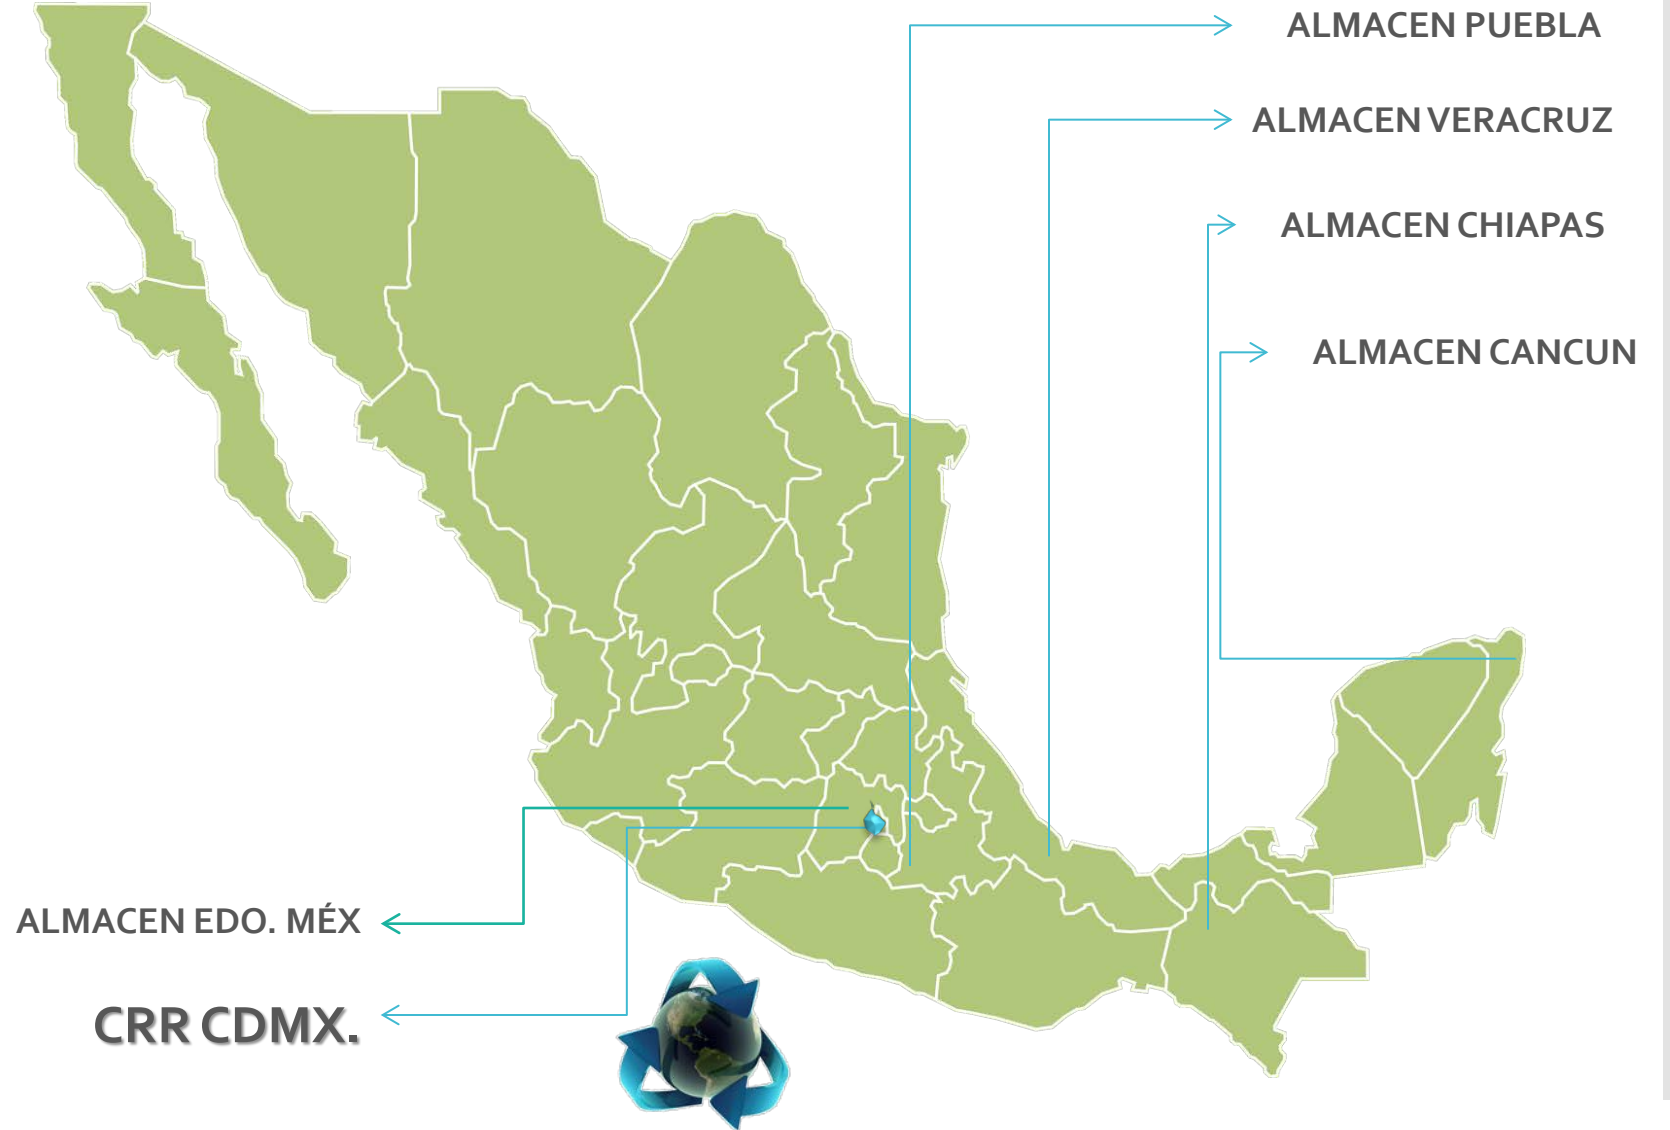 ALMACEN PUEBLA
ALMACEN VERACRUZ
ALMACEN CHIAPAS
ALMACEN CANCUN
ALMACEN EDO. MÉX
CRR CDMX.